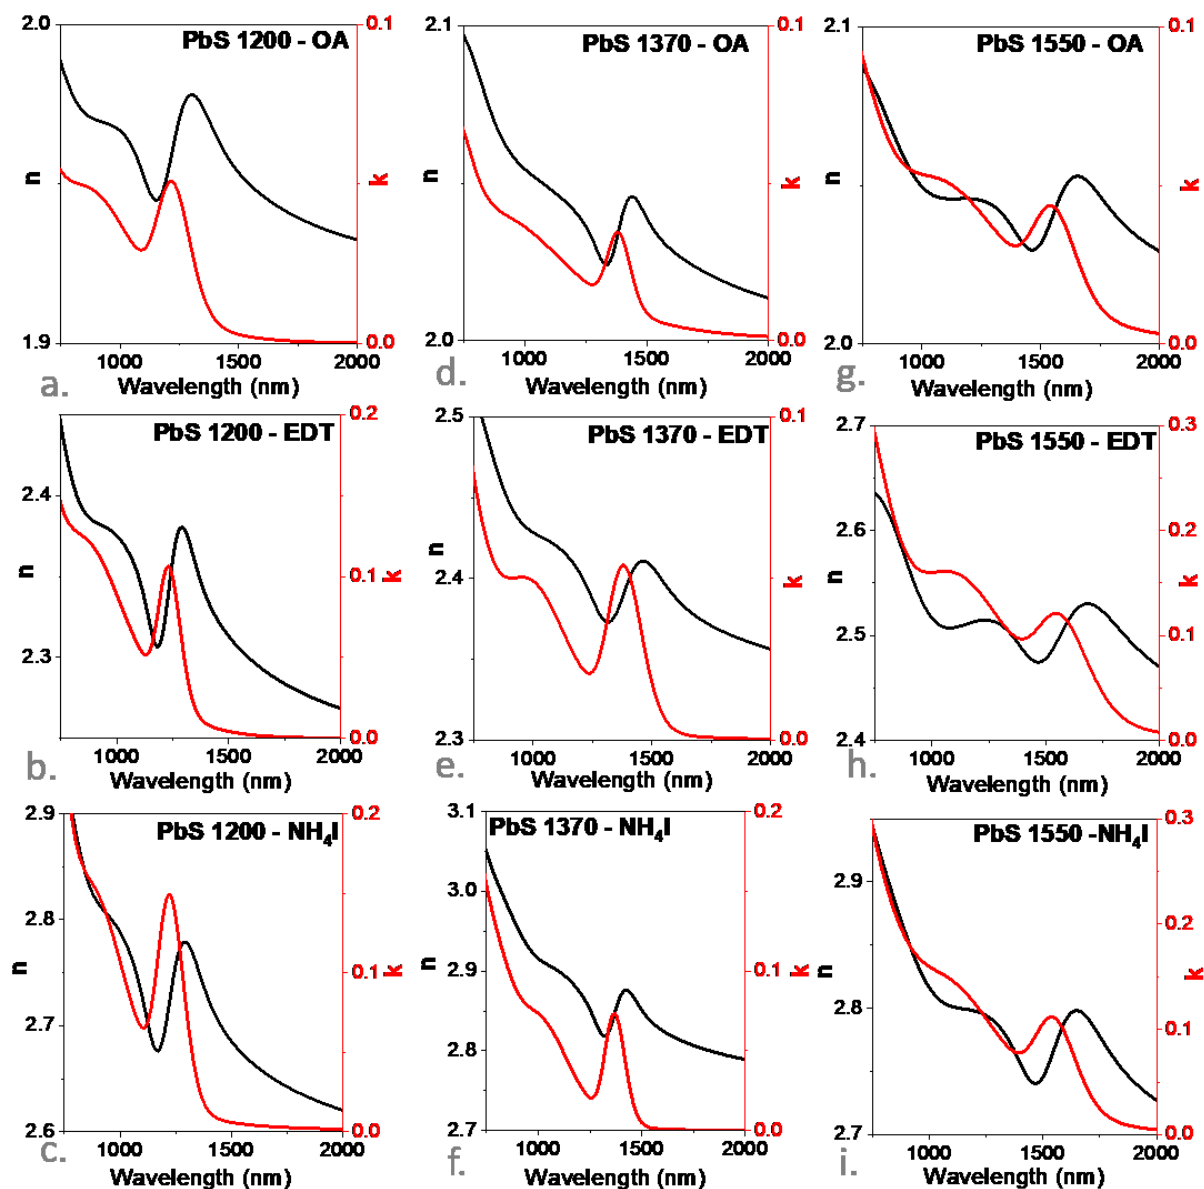 2.0
PbS 1200 - OA
0.1
n
k
1.9
0.0
1000
1500
2000
Wavelength (nm)
a.
2.1
PbS 1370 - OA
0.1
n
k
2.0
0.0
1000
1500
2000
Wavelength (nm)
d.
2.1
PbS 1550 - OA
0.1
n
k
2.0
0.0
1000
1500
2000
Wavelength (nm)
g.
PbS 1200 - EDT
0.2
2.4
n
0.1
k
2.3
0.0
1000
1500
2000
Wavelength (nm)
b.
2.5
PbS 1370 - EDT
0.1
n
2.4
k
2.3
0.0
1000
1500
2000
Wavelength (nm)
e.
2.7
PbS 1550 - EDT
0.3
2.6
0.2
n
k
2.5
0.1
2.4
0.0
1000
1500
2000
Wavelength (nm)
h.
2.9
PbS 1200 - NH₄I
0.2
2.8
n
0.1
k
2.7
2.6
0.0
1000
1500
2000
Wavelength (nm)
c.
3.1
PbS 1370 - NH₄I
0.2
3.0
n
2.9
0.1
k
2.8
2.7
0.0
1000
1500
2000
Wavelength (nm)
f.
PbS 1550 -NH₄I
0.3
2.9
0.2
n
k
2.8
0.1
2.7
0.0
1000
1500
2000
Wavelength (nm)
i.